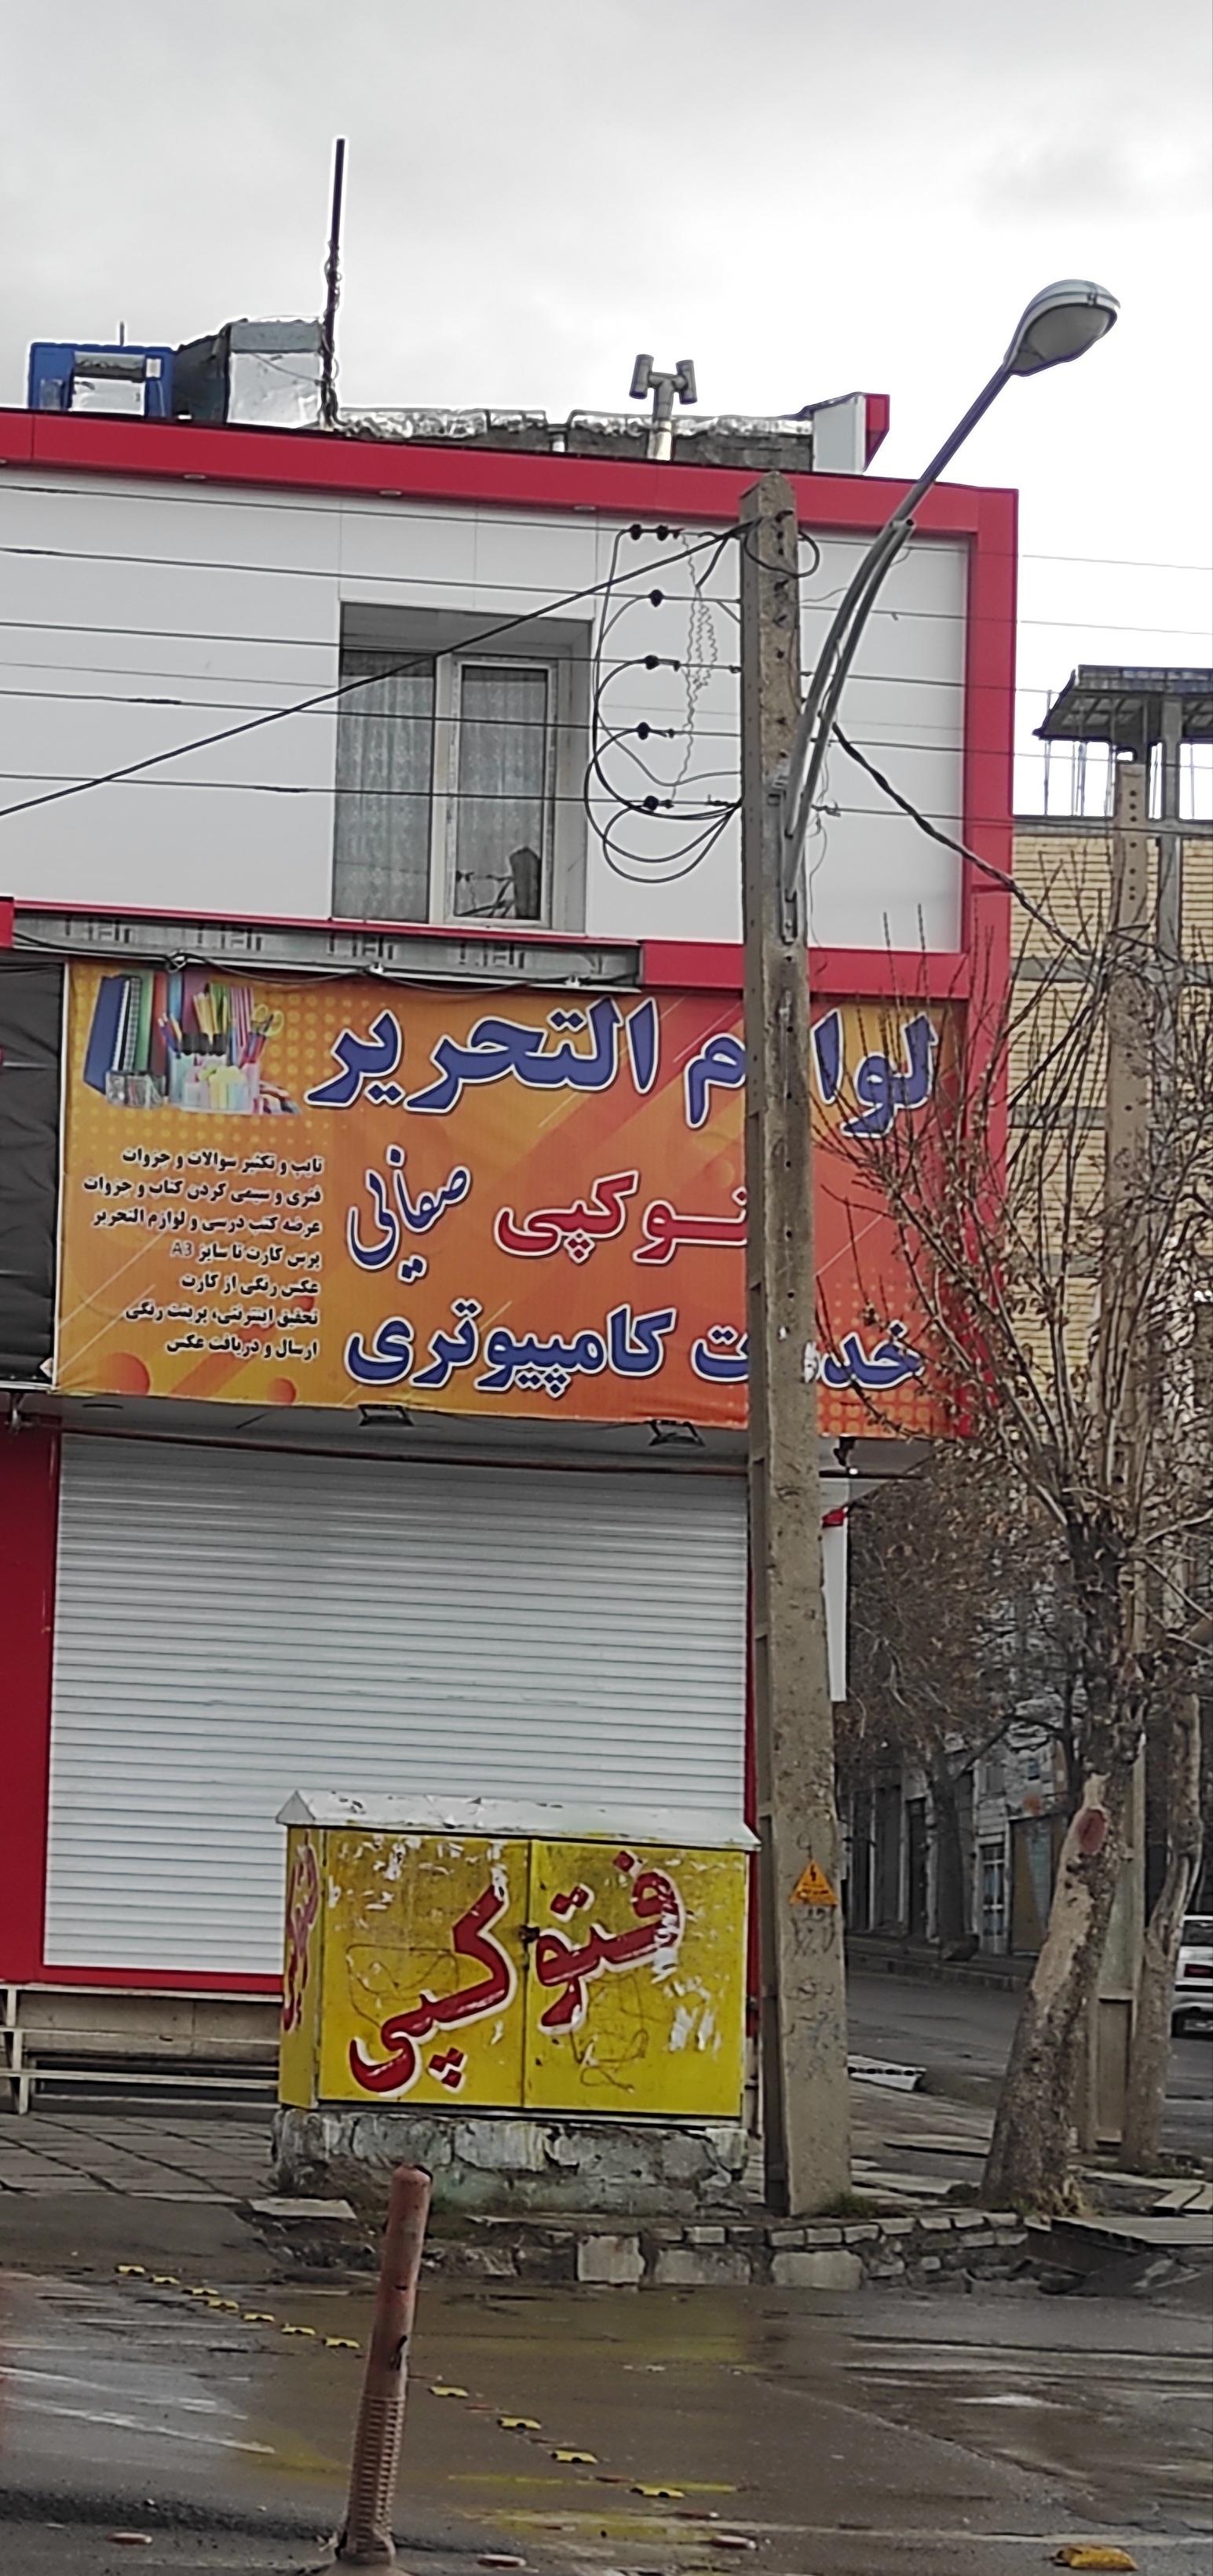 لوازم التحریر
فتوکپی صفائی
خدمات کامپیوتری
تایپ و تکثیر سوالات و جزوات
فنری و سیمی کردن کتاب و جزوات
عرضه کتب درسی و لوازم التحریر
پرس کارت تا سایز A3
عکس رنگی از کارت
تحقیق اینترنتی، پرینت رنگی
ارسال و دریافت عکس
فتوکپی